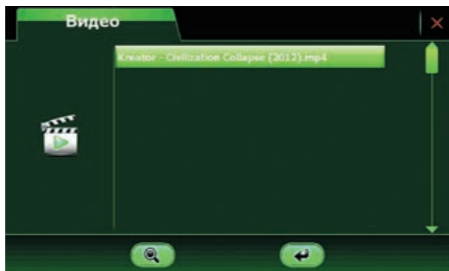 Видео
Kreator - Civilization Collapse (2012).mp4